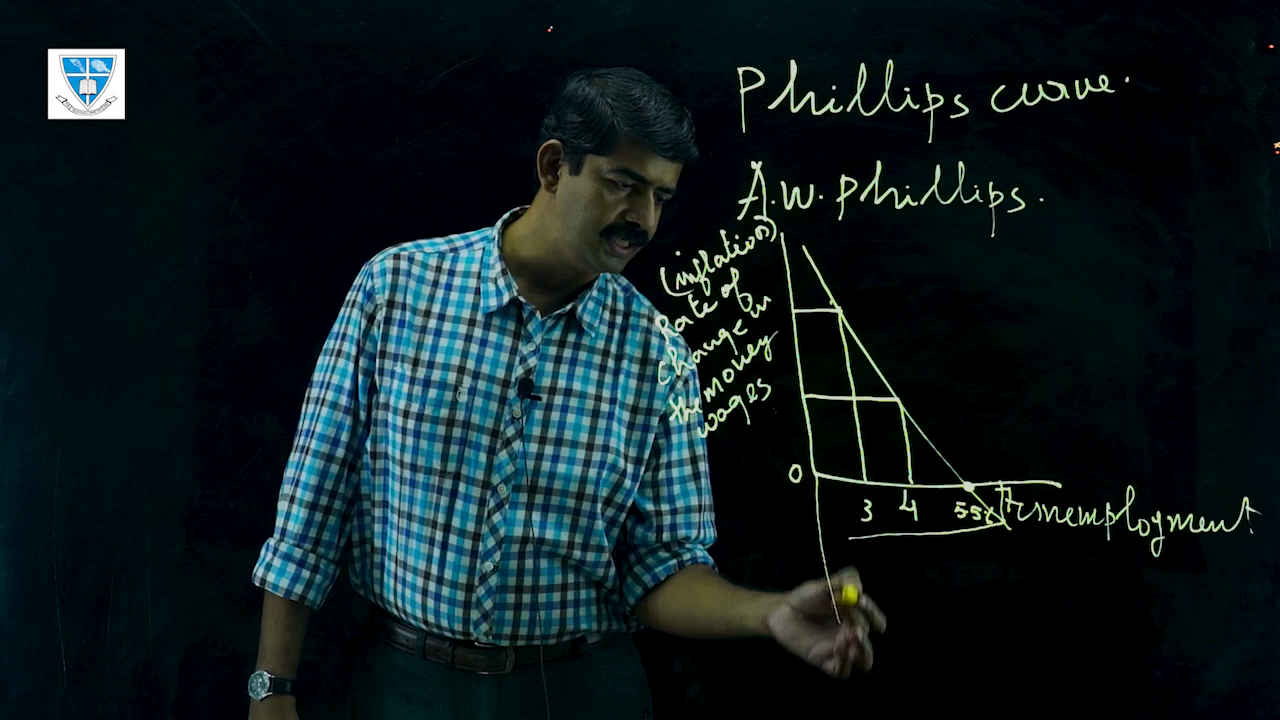 Phillips curve.
A.W. Phillips.
(inflation)
Rate of
change in
the money
wages
0
3 4 5.5%
unemployment